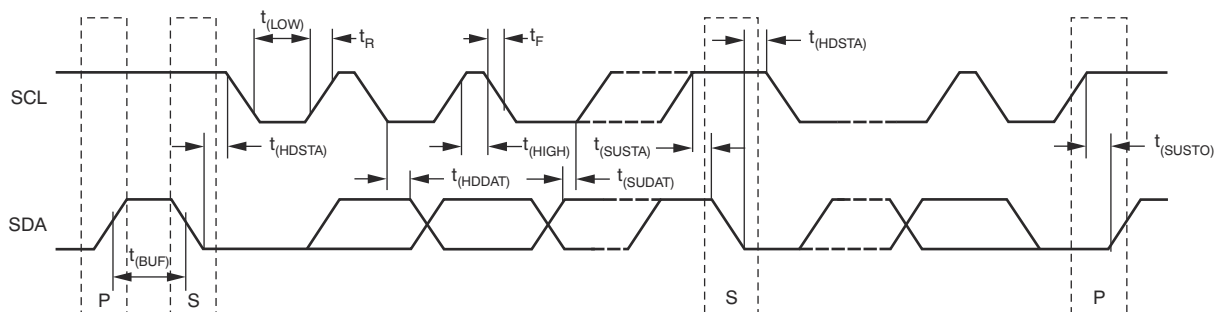 t(LOW)
tR
tF
t(HDSTA)
SCL
t(HDSTA)
t(HIGH)
t(SUSTA)
t(SUSTO)
t(HDDAT)
t(SUDAT)
SDA
t(BUF)
P
S
S
P